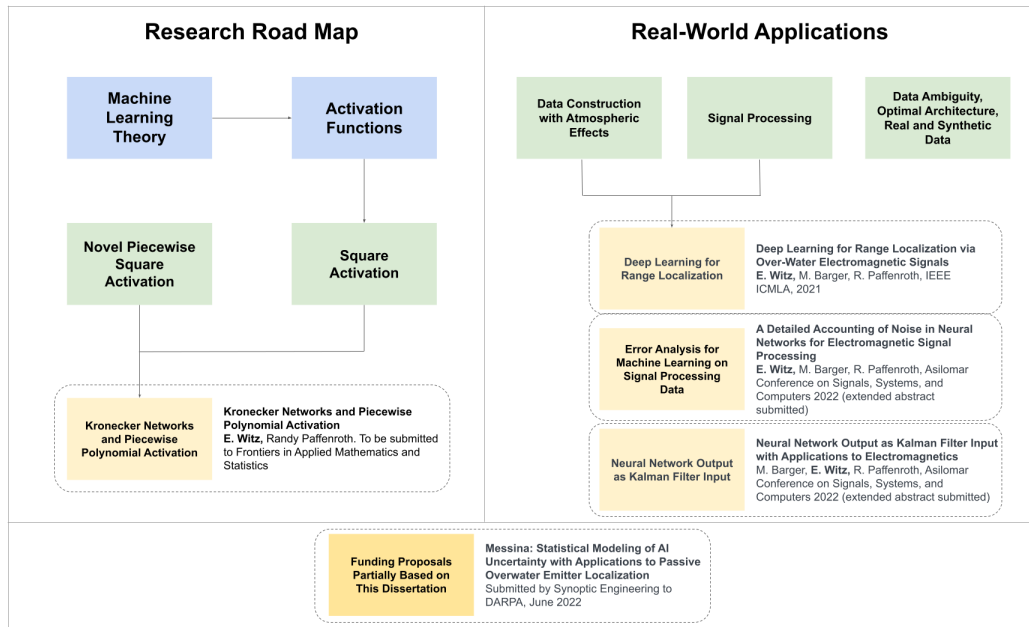 Research Road Map
Machine
Learning
Theory
Activation
Functions
Novel Piecewise
Square
Activation
Square
Activation
Kronecker Networks
and Piecewise
Polynomial Activation
Kronecker Networks and Piecewise
Polynomial Activation
E. Witz, Randy Paffenroth. To be submitted
to Frontiers in Applied Mathematics and
Statistics
Real-World Applications
Data Construction
with Atmospheric
Effects
Signal Processing
Data Ambiguity,
Optimal Architecture,
Real and Synthetic
Data
Deep Learning for
Range Localization
Deep Learning for Range Localization via
Over-Water Electromagnetic Signals
E. Witz, M. Barger, R. Paffenroth, IEEE
ICMLA, 2021
Error Analysis for
Machine Learning on
Signal Processing
Data
A Detailed Accounting of Noise in Neural
Networks for Electromagnetic Signal
Processing
E. Witz, M. Barger, R. Paffenroth, Asilomar
Conference on Signals, Systems, and
Computers 2022 (extended abstract
submitted)
Neural Network Output
as Kalman Filter Input
Neural Network Output as Kalman Filter Input
with Applications to Electromagnetics
M. Barger, E. Witz, R. Paffenroth, Asilomar
Conference on Signals, Systems, and
Computers 2022 (extended abstract submitted)
Funding Proposals
Partially Based on
This Dissertation
Messina: Statistical Modeling of AI
Uncertainty with Applications to Passive
Overwater Emitter Localization
Submitted by Synoptic Engineering to
DARPA, June 2022